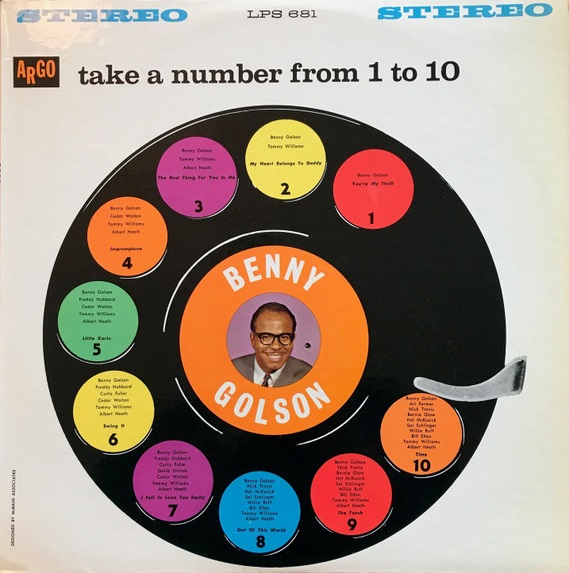 STEREO
LPS 681
STEREO
ARGO
take a number from 1 to 10
Benny Golson
You're My Thrill
1
Benny Golson
Tommy Williams
My Heart Belongs To Daddy
2
Benny Golson
Tommy Williams
Albert Heath
The Best Thing For You Is Me
3
Benny Golson
Cedar Walton
Tommy Williams
Albert Heath
Impromptune
4
Benny Golson
Freddy Hubbard
Cedar Walton
Tommy Williams
Albert Heath
Little Karin
5
Benny Golson
Freddy Hubbard
Curtis Fuller
Cedar Walton
Tommy Williams
Albert Heath
Swing It
6
Benny Golson
Freddy Hubbard
Curtis Fuller
Sahib Shihab
Cedar Walton
Tommy Williams
Albert Heath
I Fall In Love Too Easily
7
Benny Golson
Nick Travis
Hal McKusick
Sol Schlinger
Willie Ruff
Bill Elton
Tommy Williams
Albert Heath
Out Of This World
8
Benny Golson
Nick Travis
Bernie Glow
Hal McKusick
Sol Schlinger
Willie Ruff
Bill Elton
Tommy Williams
Albert Heath
The Touch
9
Benny Golson
Art Farmer
Nick Travis
Bernie Glow
Hal McKusick
Sol Schlinger
Willie Ruff
Bill Elton
Tommy Williams
Albert Heath
Time
10
BENNY
GOLSON
DESIGNED BY McBAIN ASSOCIATES